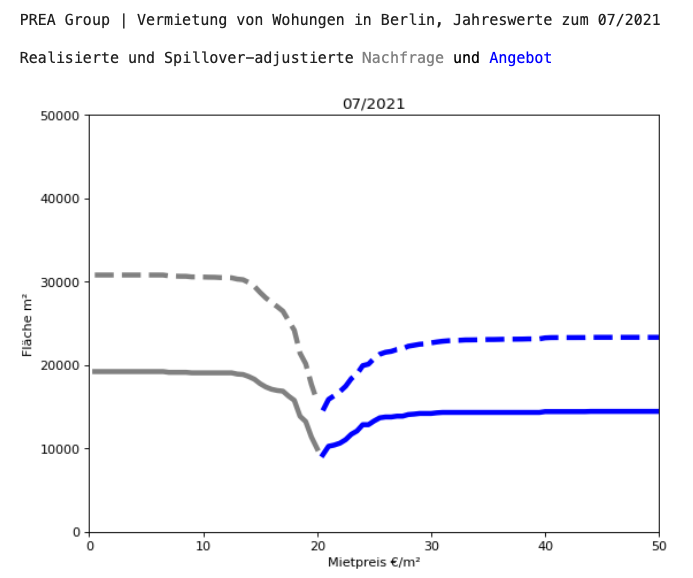 PREA Group | Vermietung von Wohungen in Berlin, Jahreswerte zum 07/2021
Realisierte und Spillover-adjustierte Nachfrage und Angebot
07/2021
50000
40000
30000
20000
10000
0
Fläche m²
0 10 20 30 40 50
Mietpreis €/m²